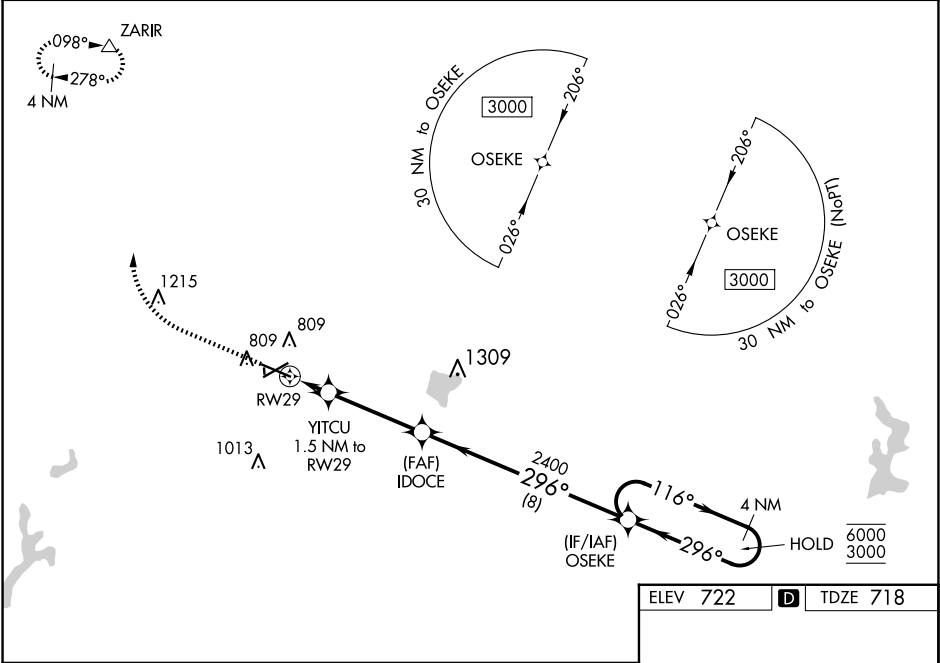 ZARIR
098°
278°
4 NM
30 NM to OSEKE
3000
206°
OSEKE
026°
206°
OSEKE
3000
026°
30 NM to OSEKE (NoPT)
1215
809
809
1309
RW29
YITCU
1.5 NM to
RW29
1013
(FAF)
IDOCE
2400
296°
(8)
116°
4 NM
(IF/IAF)
OSEKE
296°
HOLD
6000
3000
ELEV 722 D TDZE 718